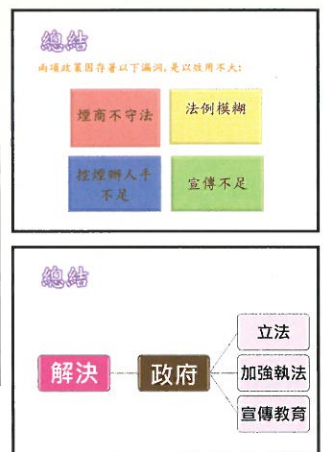 總結
兩項政策因存著以下漏洞,是以效用不大:
煙商不守法
法例模糊
控煙辦人手
不足
宣傳不足
總結
解決
政府
立法
加強執法
宣傳教育